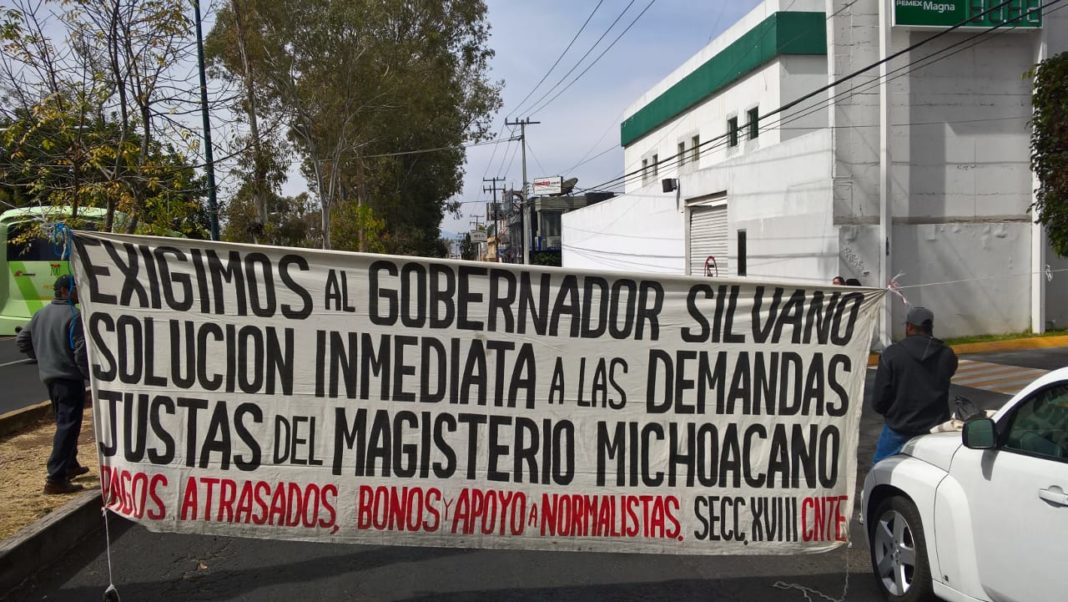 PEMEX Magna
EXIGIMOS AL GOBERNADOR SILVANO
SOLUCION INMEDIATA A LAS DEMANDAS
JUSTAS DEL MAGISTERIO MICHOACANO
PAGOS ATRASADOS, BONOS Y APOYO A NORMALISTAS. SECC. XVIII CNTE